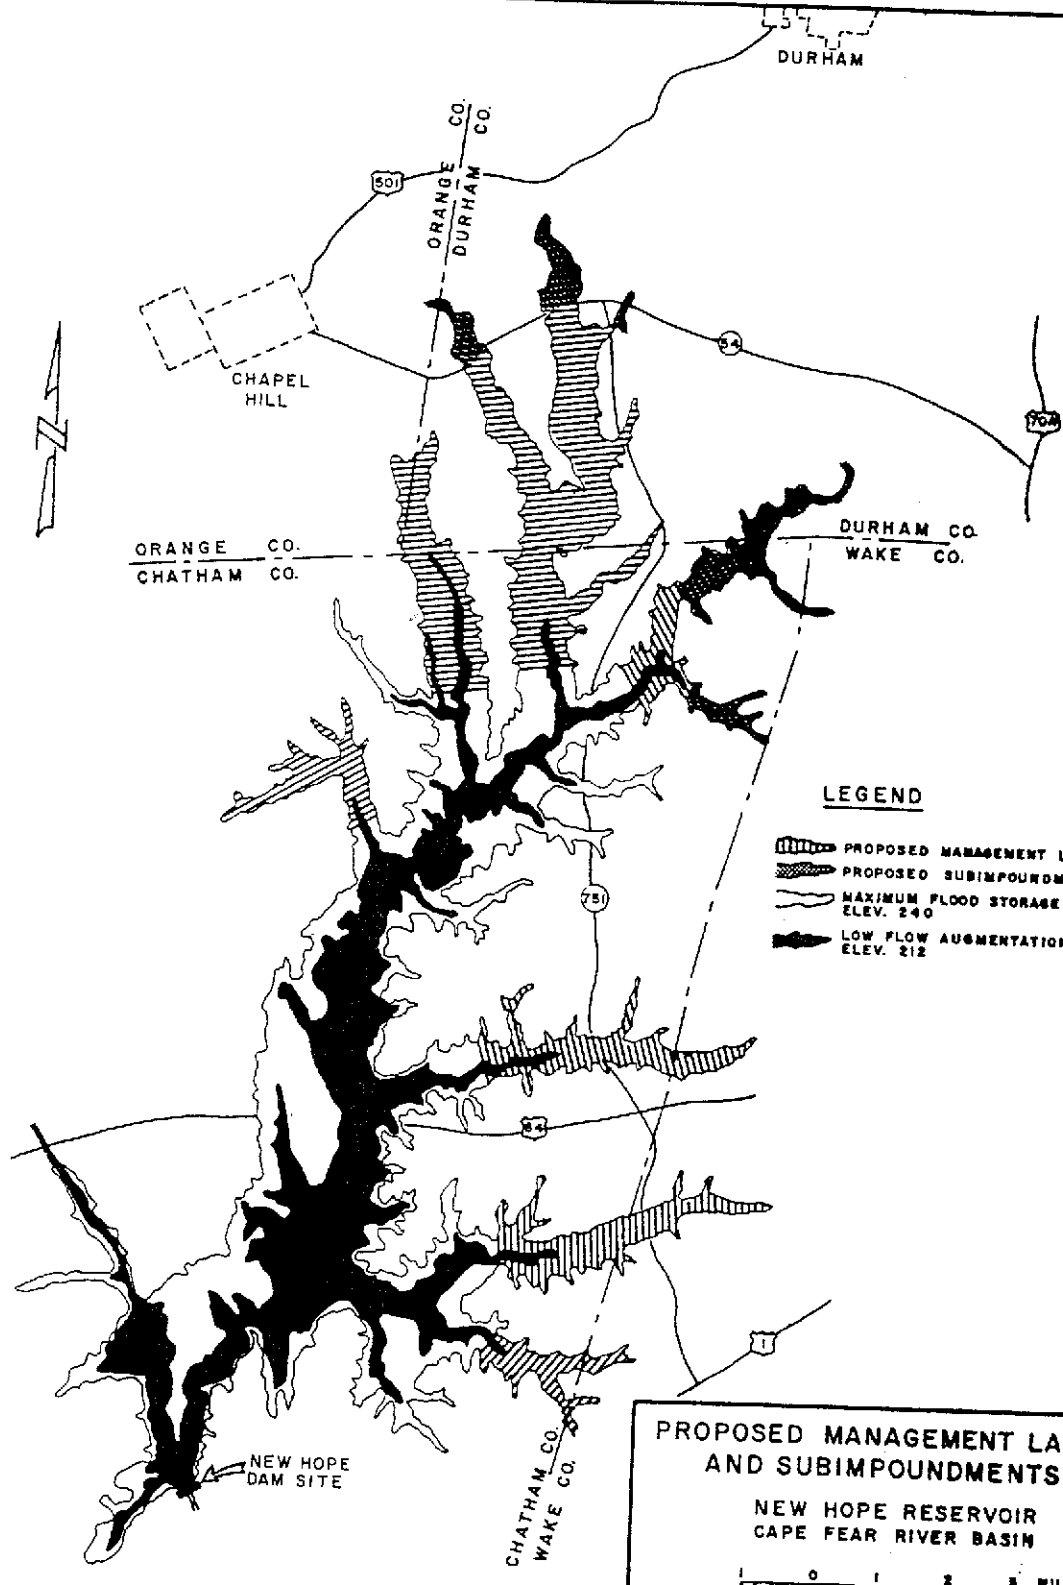 DURHAM
ORANGE CO.
DURHAM CO.
501
CHAPEL
HILL
54
N
ORANGE CO.
CHATHAM CO.
DURHAM CO.
WAKE CO.
LEGEND
PROPOSED MANAGEMENT
PROPOSED
MAXIMUM FLOOD STORAGE
ELEV. 240
LOW FLOW AUGMENTATION
ELEV. 212
751
64
1
NEW HOPE
DAM SITE
CHATHAM CO.
WAKE CO.
PROPOSED MANAGEMENT LA
AND SUBIMPOUNDMENTS
NEW HOPE RESERVOIR
CAPE FEAR RIVER BASIN
1 0 1 2 3